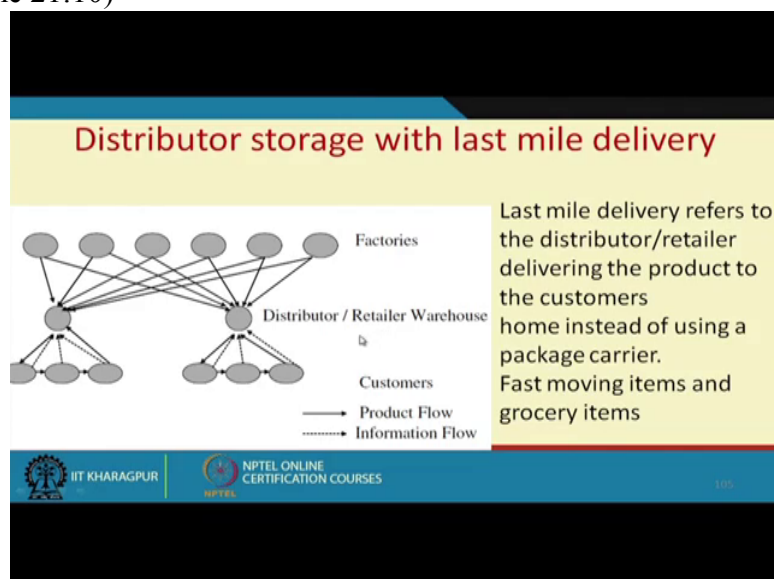 Distributor storage with last mile delivery
Factories
Distributor / Retailer Warehouse
Customers
Product Flow
Information Flow
Last mile delivery refers to
the distributor/retailer
delivering the product to
the customers
home instead of using a
package carrier.
Fast moving items and
grocery items
IIT KHARAGPUR
NPTEL
NPTEL ONLINE
CERTIFICATION COURSES
105